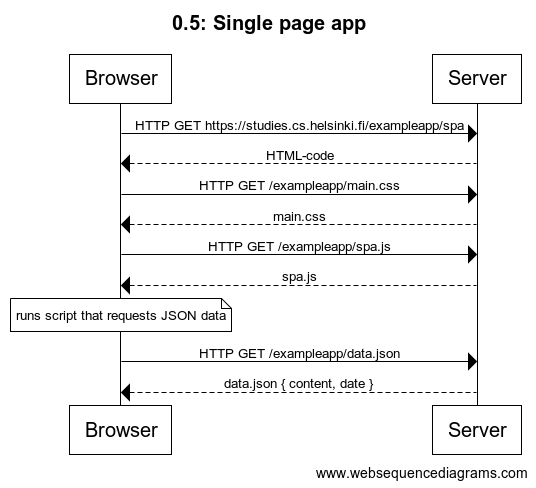 0.5: Single page app
Browser
Server
HTTP GET https://studies.cs.helsinki.fi/exampleapp/spa
HTML-code
HTTP GET /exampleapp/main.css
main.css
HTTP GET /exampleapp/spa.js
spa.js
runs script that requests JSON data
HTTP GET /exampleapp/data.json
data.json { content, date }
Browser
Server
www.websequencediagrams.com